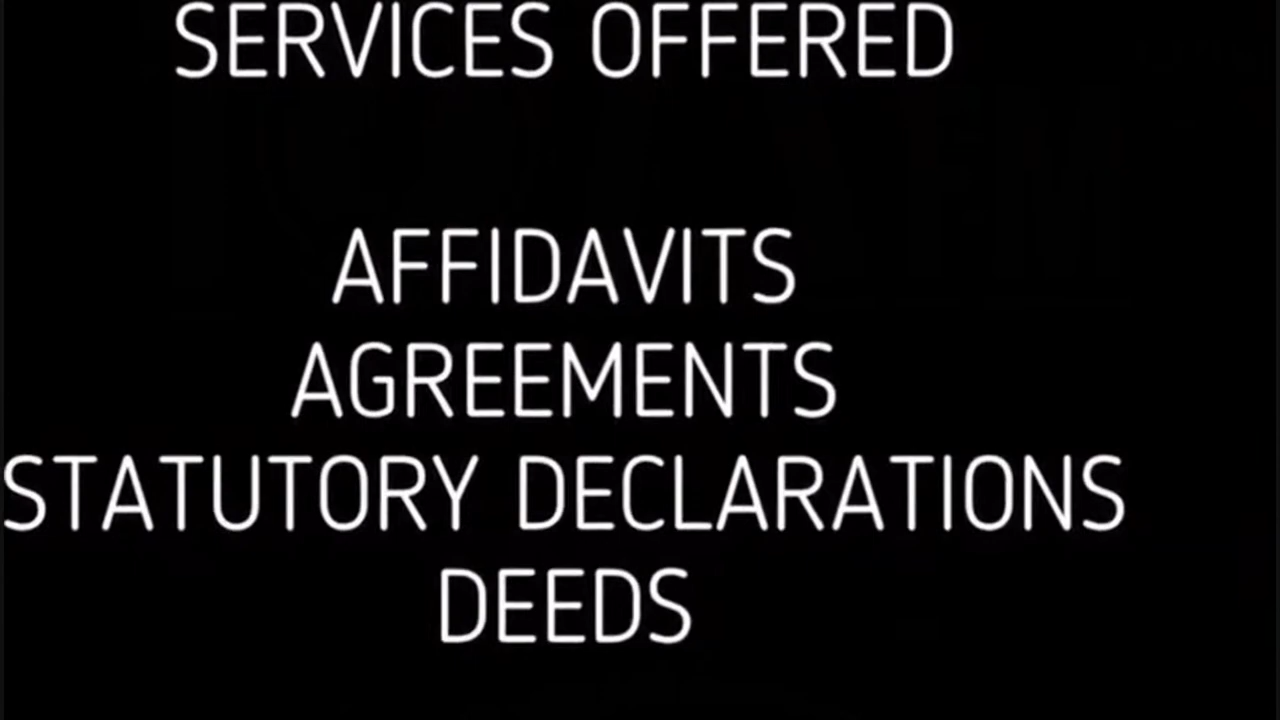 SERVICES OFFERED
AFFIDAVITS
AGREEMENTS
STATUTORY DECLARATIONS
DEEDS